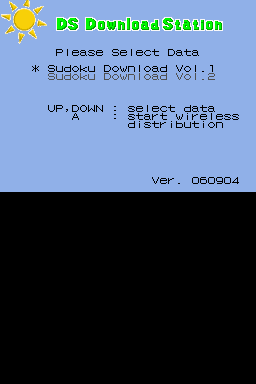 DS Download Station
Please Select Data
* Sudoku Download Vol.1
Sudoku Download Vol.2
UP,DOWN : select data
A : start wireless
distribution
Ver. 060904